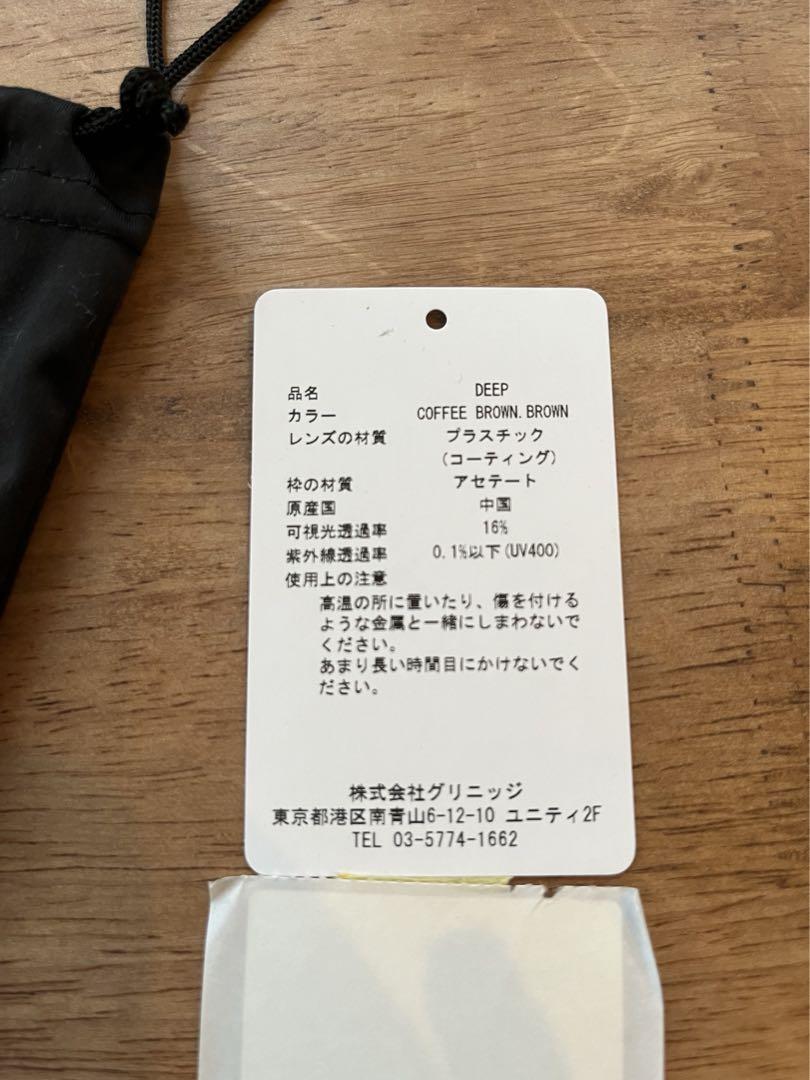 品名 DEEP
カラー COFFEE BROWN.BROWN
レンズの材質 プラスチック
(コーティング)
枠の材質 アセテート
原産国 中国
可視光透過率 16%
紫外線透過率 0.1%以下(UV400)
使用上の注意
高温の所に置いたり、傷を付ける
ような金属と一緒にしまわないで
ください。
あまり長い時間目にかけないでく
ださい。
株式会社グリニッジ
東京都港区南青山6-12-10 ユニティ2F
TEL 03-5774-1662